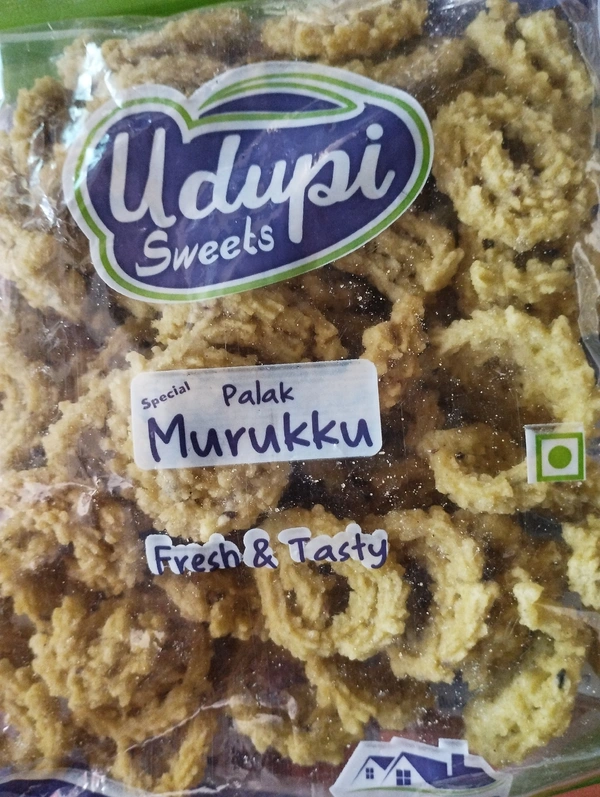 Udupi
Sweets
Special Palak
Murukku
Fresh & Tasty